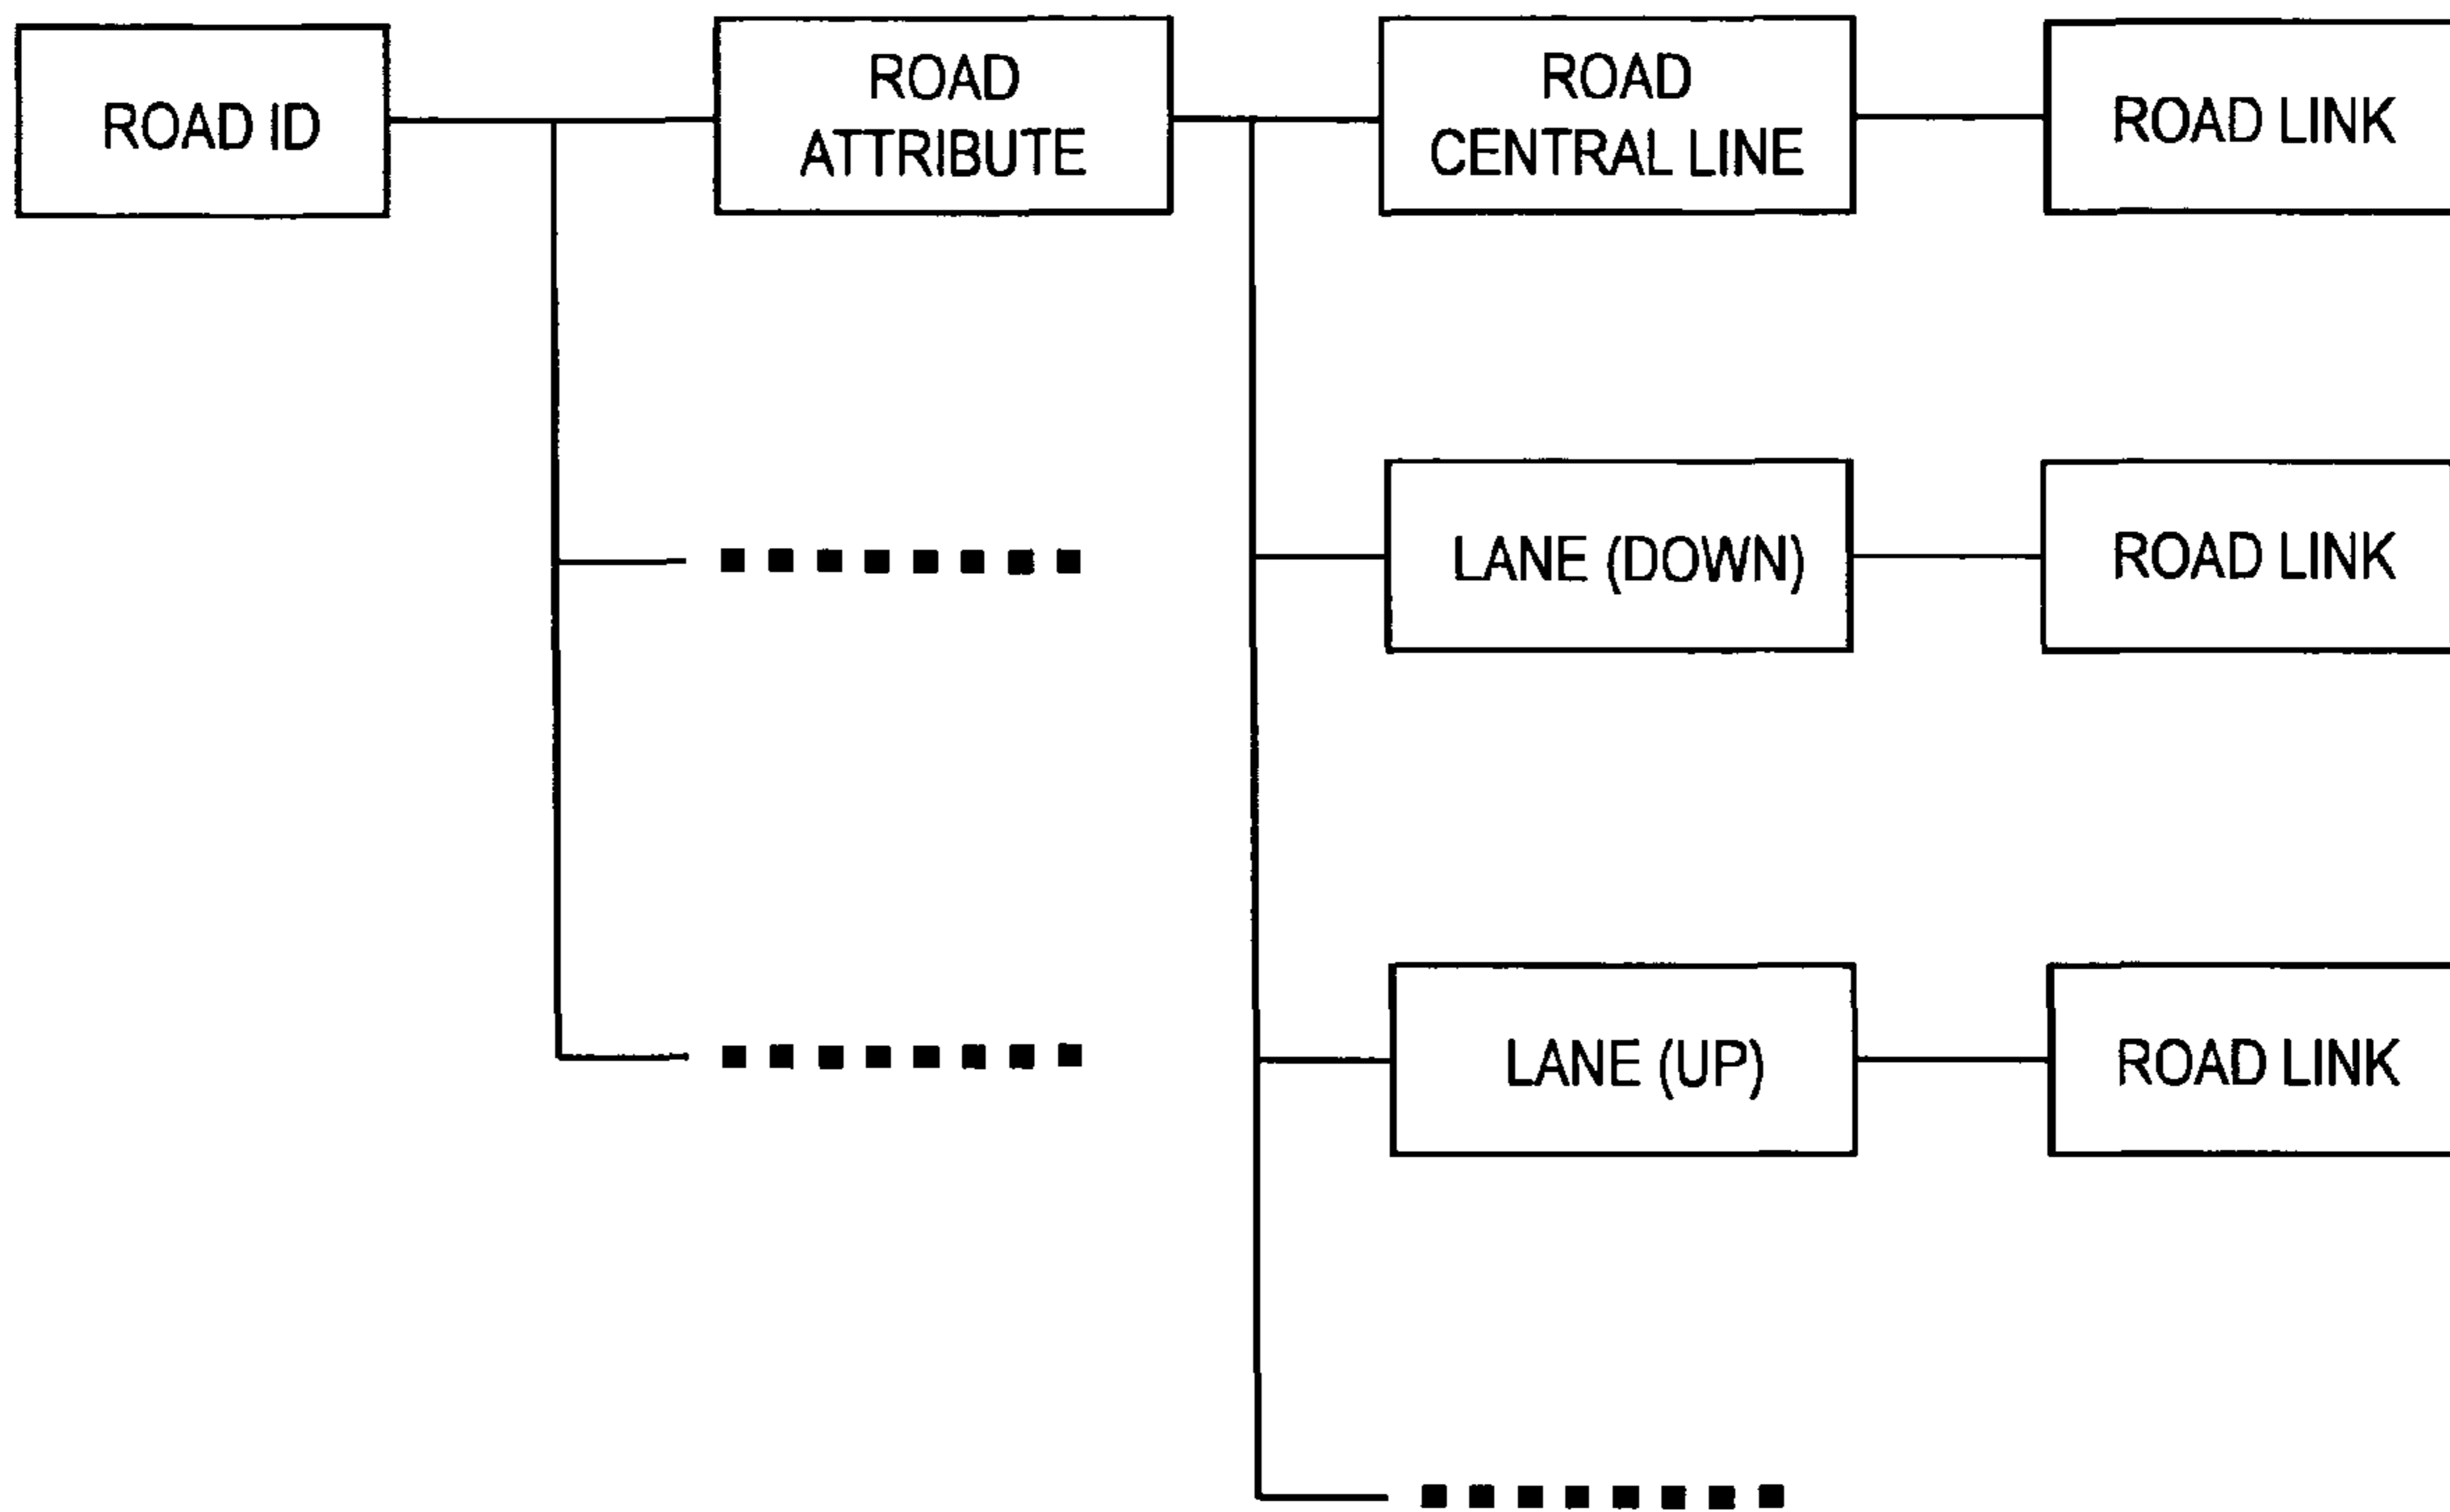 ROAD ID
ROAD
ATTRIBUTE
ROAD
CENTRAL LINE
ROAD LINK
LANE (DOWN)
ROAD LINK
LANE (UP)
ROAD LINK